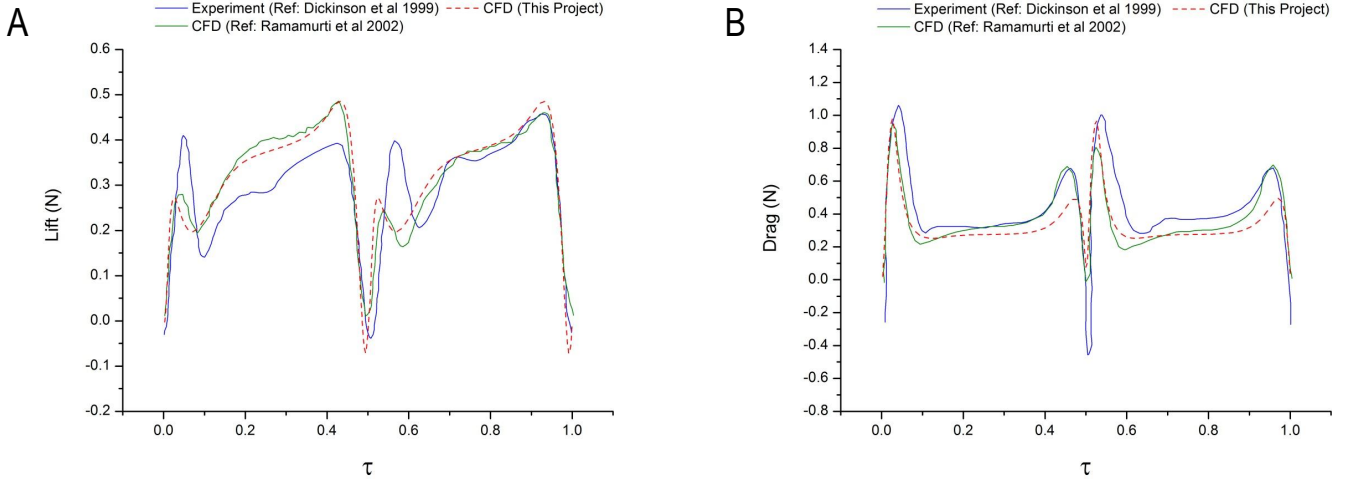 A
Experiment (Ref: Dickinson et al 1999)
CFD (This Project)
CFD (Ref: Ramamurti et al 2002)
0.6
0.5
0.4
0.3
0.2
0.1
0.0
-0.1
-0.2
Lift (N)
0.0
0.2
0.4
0.6
0.8
1.0
τ
B
Experiment (Ref: Dickinson et al 1999)
CFD (This Project)
CFD (Ref: Ramamurti et al 2002)
1.4
1.2
1.0
0.8
0.6
0.4
0.2
0.0
-0.2
-0.4
-0.6
-0.8
Drag (N)
0.0
0.2
0.4
0.6
0.8
1.0
τ